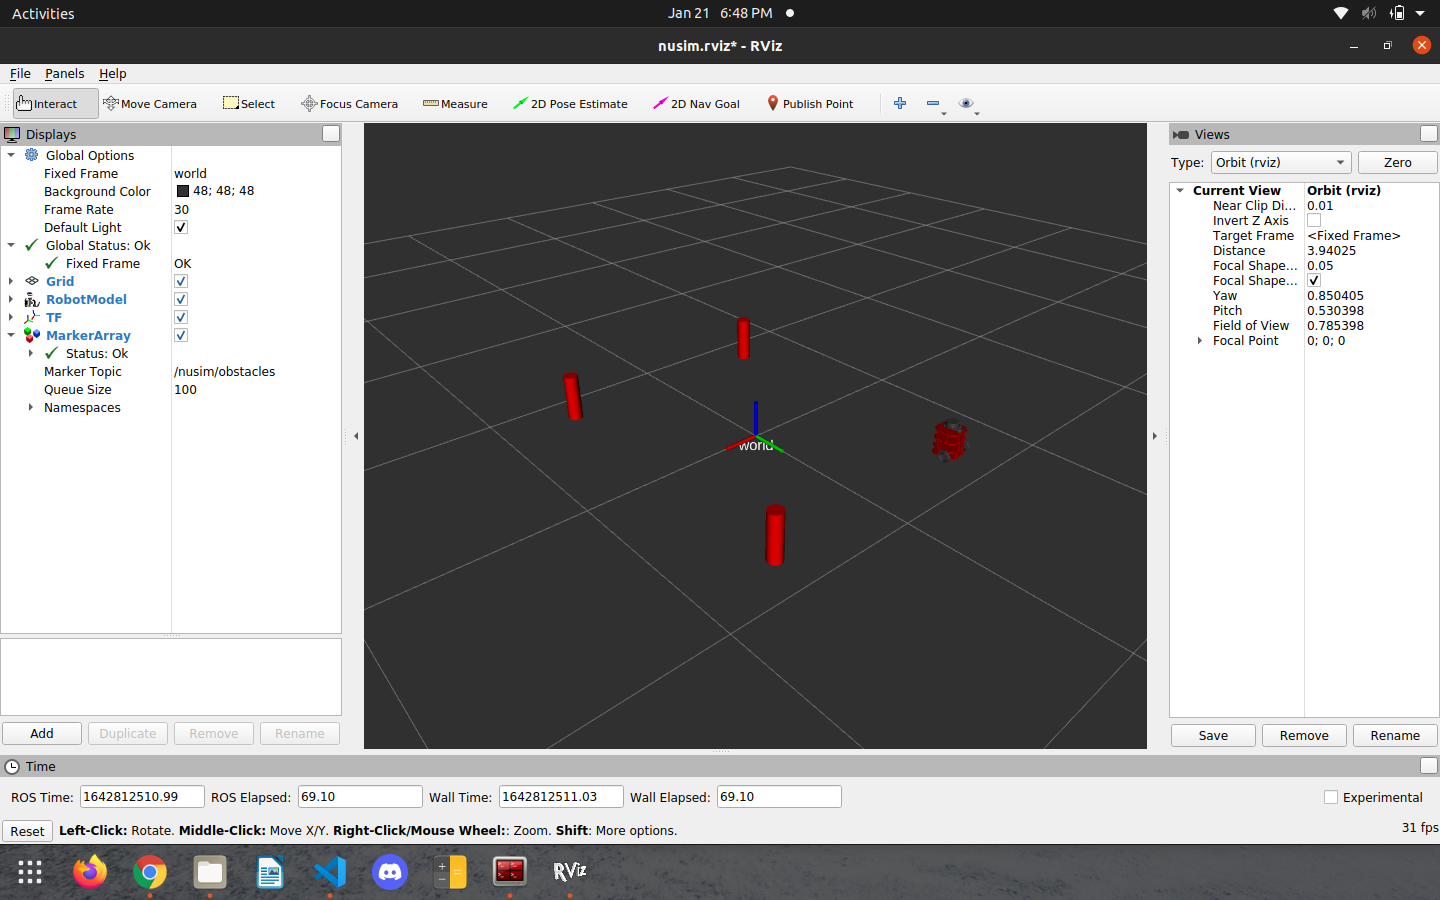 Activities
Jan 21 6:48 PM
nusim.rviz* - RViz
File Panels Help
Interact Move Camera Select Focus Camera Measure 2D Pose Estimate 2D Nav Goal Publish Point
Displays
Global Options
Fixed Frame world
Background Color 48; 48; 48
Frame Rate 30
Default Light
Global Status: Ok
Fixed Frame OK
Grid
RobotModel
TF
MarkerArray
Status: Ok
Marker Topic /nusim/obstacles
Queue Size 100
Namespaces
Add Duplicate Remove Rename
world
Views
Type: Orbit (rviz) Zero
Current View Orbit (rviz)
Near Clip Di... 0.01
Invert Z Axis
Target Frame <Fixed Frame>
Distance 3.94025
Focal Shape... 0.05
Focal Shape...
Yaw 0.850405
Pitch 0.530398
Field of View 0.785398
Focal Point 0; 0; 0
Save Remove Rename
Time
ROS Time: 1642812510.99 ROS Elapsed: 69.10 Wall Time: 1642812511.03 Wall Elapsed: 69.10 Experimental
Reset Left-Click: Rotate. Middle-Click: Move X/Y. Right-Click/Mouse Wheel:: Zoom. Shift: More options. 31 fps
RViz